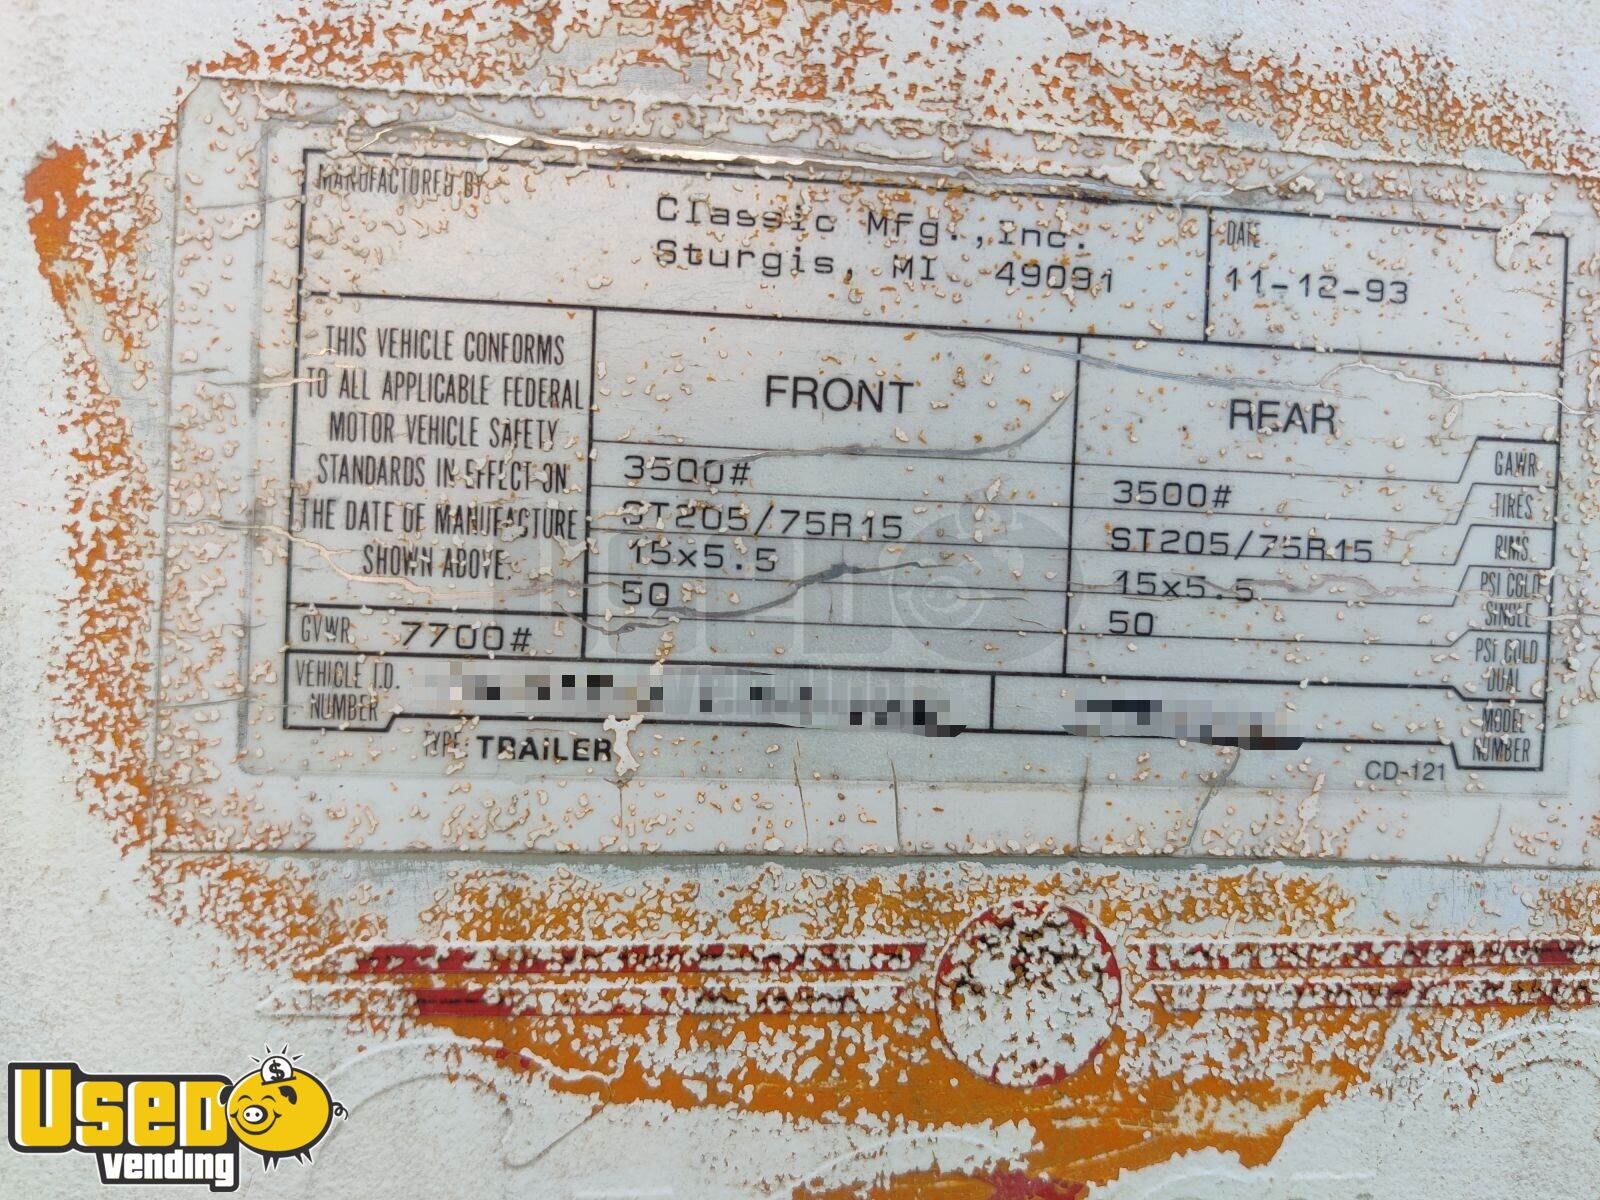 MANUFACTURED BY
Classic Mfg., Inc.
Sturgis, MI 49091
DATE
11-12-93
THIS VEHICLE CONFORMS
TO ALL APPLICABLE FEDERAL
MOTOR VEHICLE SAFETY
STANDARDS IN EFFECT ON
THE DATE OF MANUFACTURE
SHOWN ABOVE.
FRONT
REAR
3500#
3500#
GAWR
ST205/75R15
ST205/75R15
TIRES
15x5.5
15x5.5
RIMS
50
50
PSI COLD
SINGLE
PSI COLD
DUAL
GVWR 7700#
VEHICLE I.D.
NUMBER
MODEL
NUMBER
TYPE: TRAiLER
CD-121
USED
vending